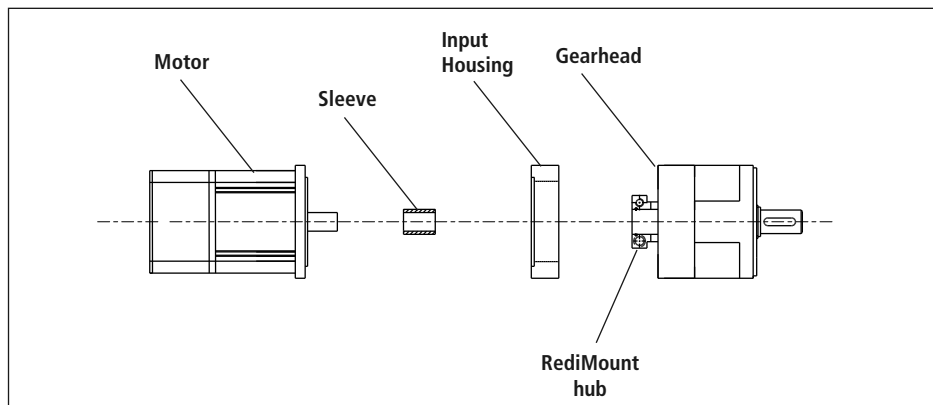 Motor
Sleeve
Input
Housing
Gearhead
RediMount
hub